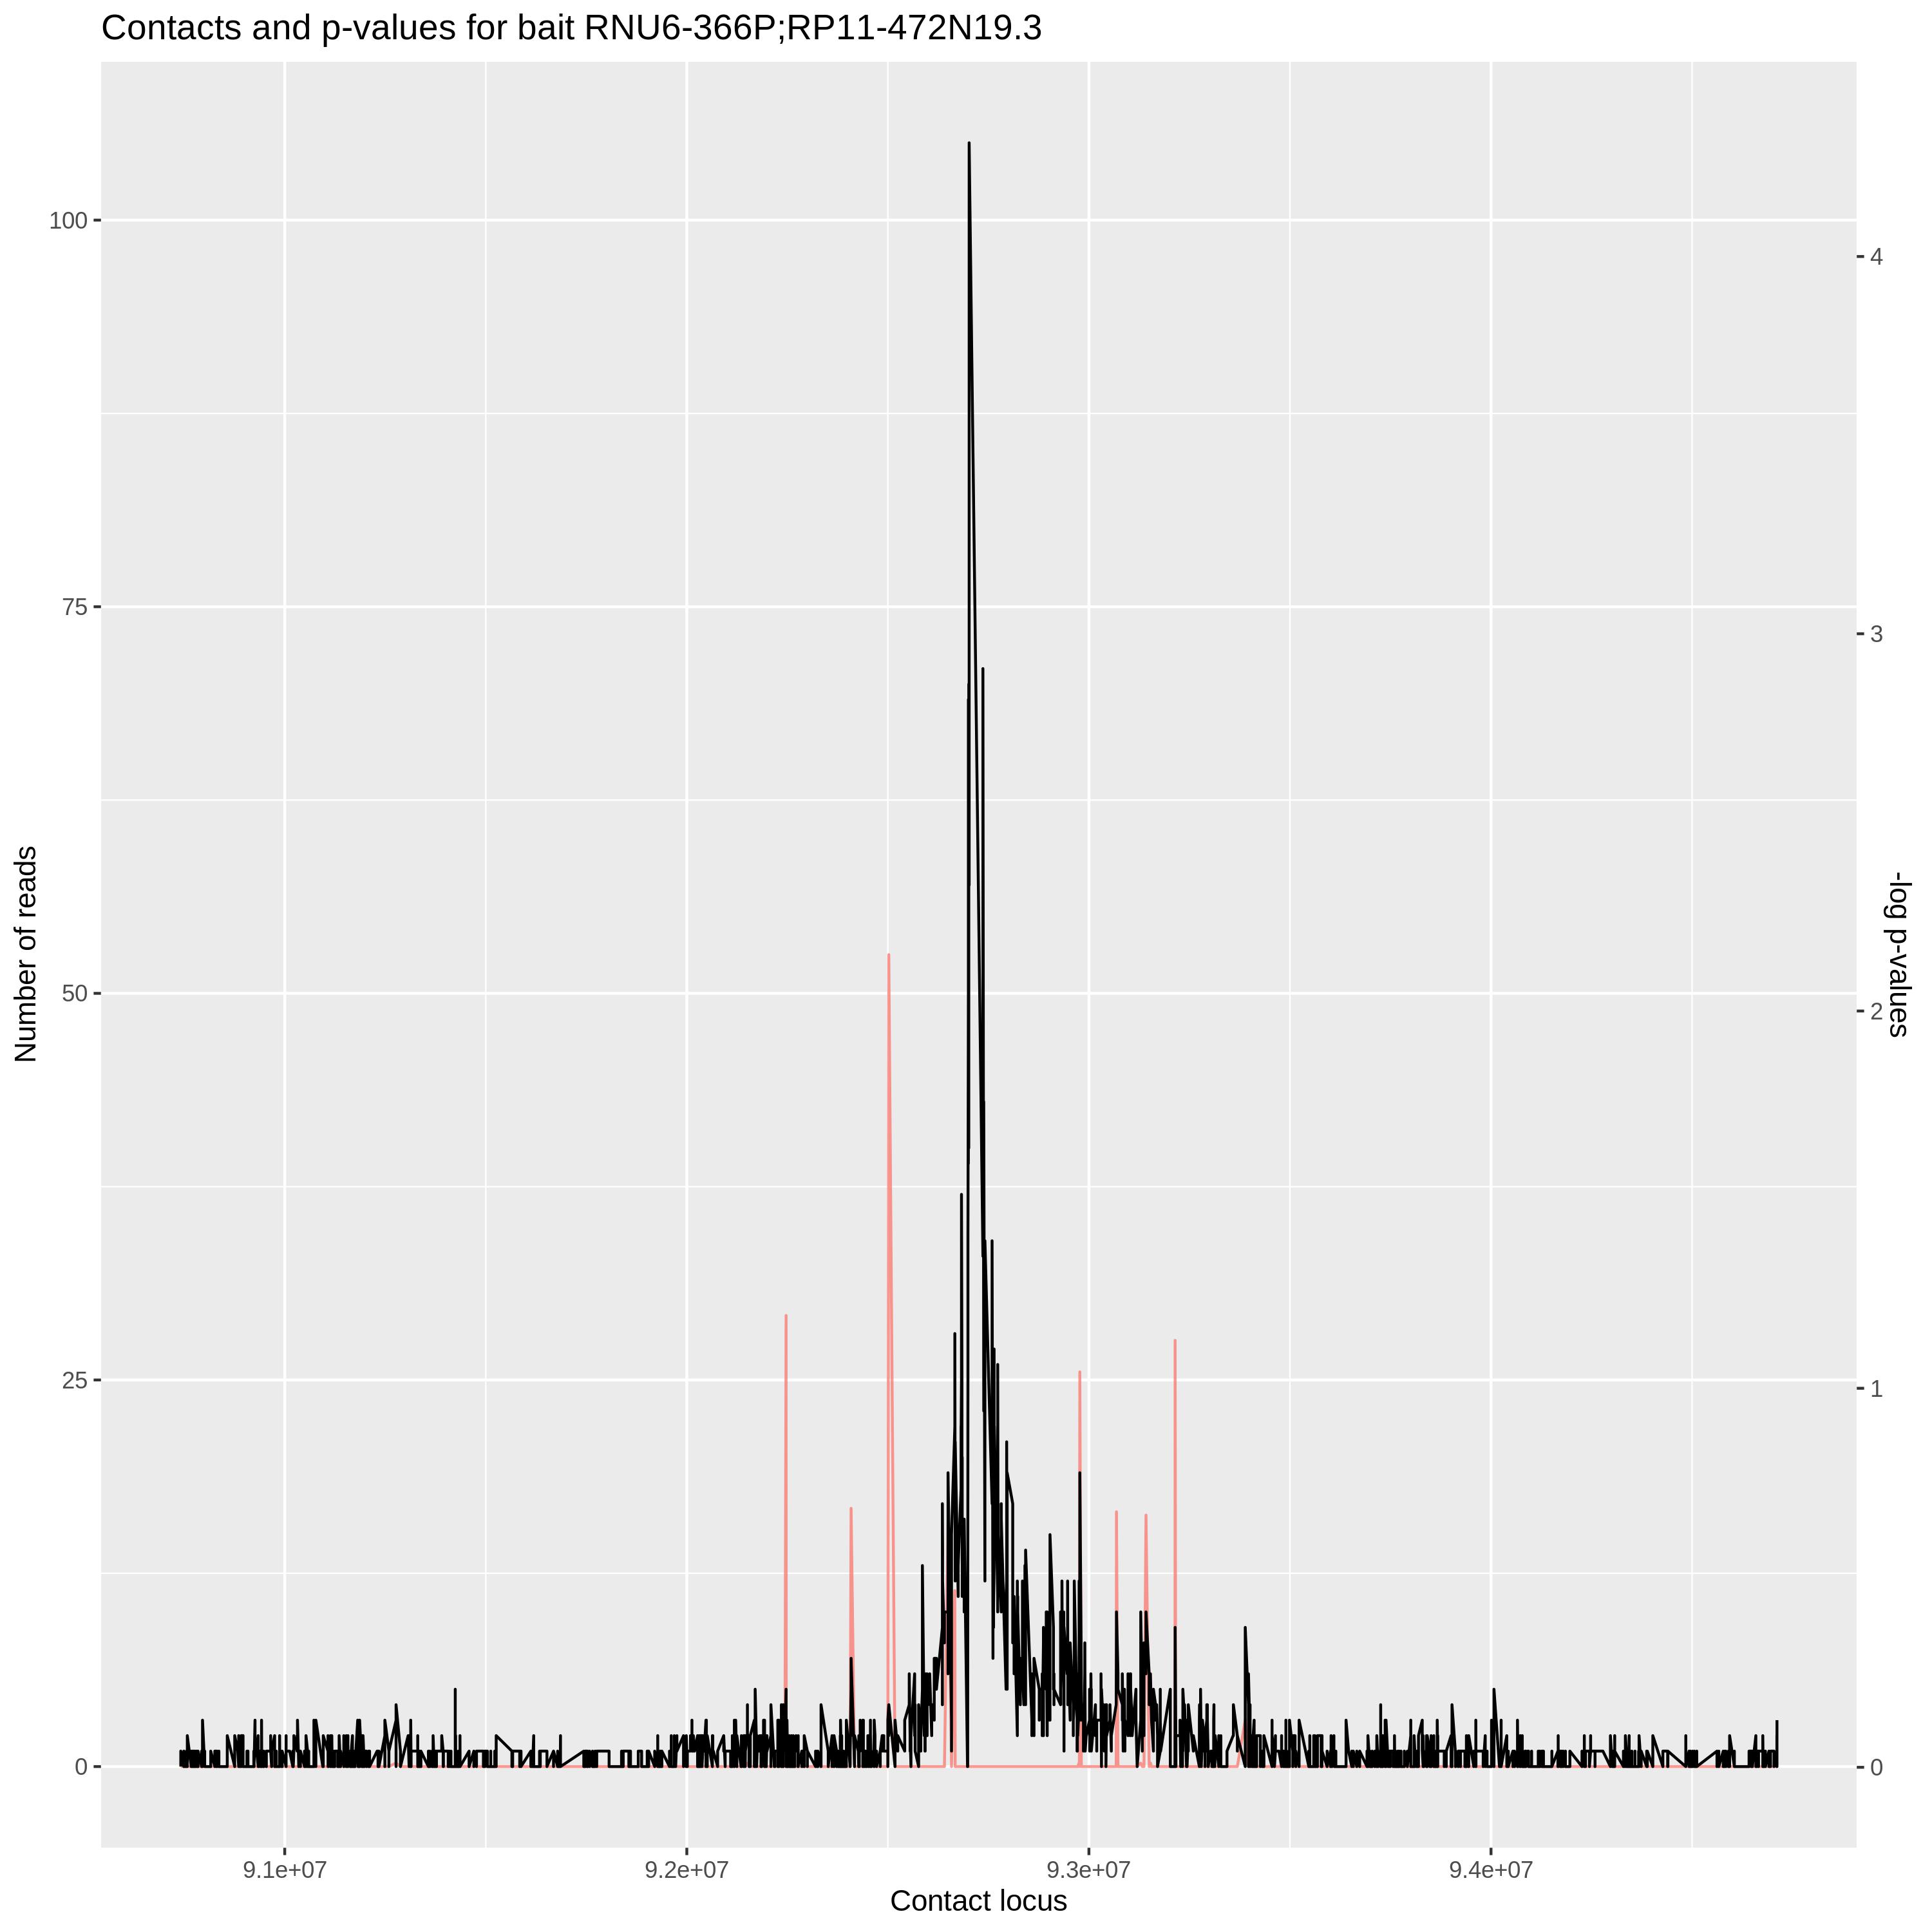 Contacts and p-values for bait RNU6-366P;RP11-472N19.3
100
75
50
25
0
Number of reads
4
3
2
1
0
-log p-values
9.1e+07
9.2e+07
9.3e+07
9.4e+07
Contact locus